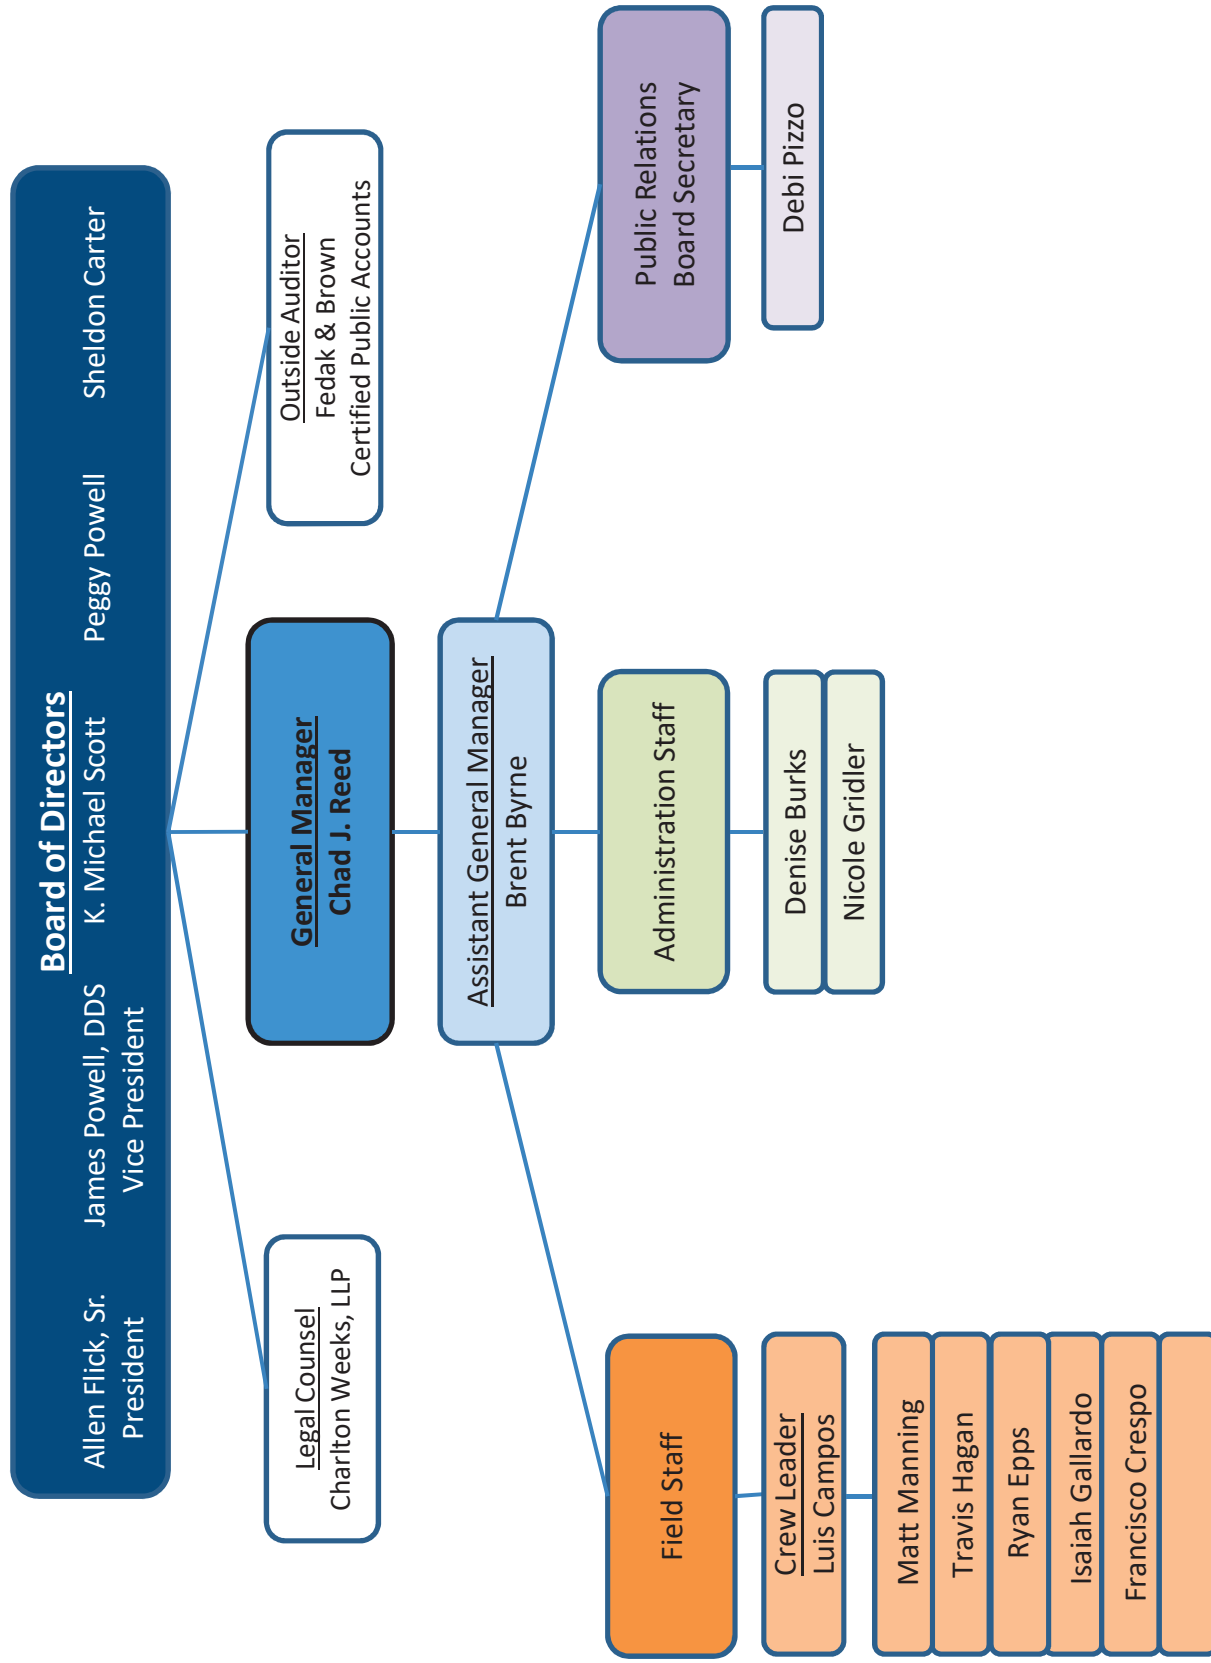 Board of Directors
Allen Flick, Sr.
President
James Powell, DDS
Vice President
K. Michael Scott
Peggy Powell
Sheldon Carter
Legal Counsel
Charlton Weeks, LLP
General Manager
Chad J. Reed
Outside Auditor
Fedak & Brown
Certified Public Accounts
Assistant General Manager
Brent Byrne
Field Staff
Crew Leader
Luis Campos
Matt Manning
Travis Hagan
Ryan Epps
Isaiah Gallardo
Francisco Crespo
Administration Staff
Denise Burks
Nicole Gridler
Public Relations
Board Secretary
Debi Pizzo